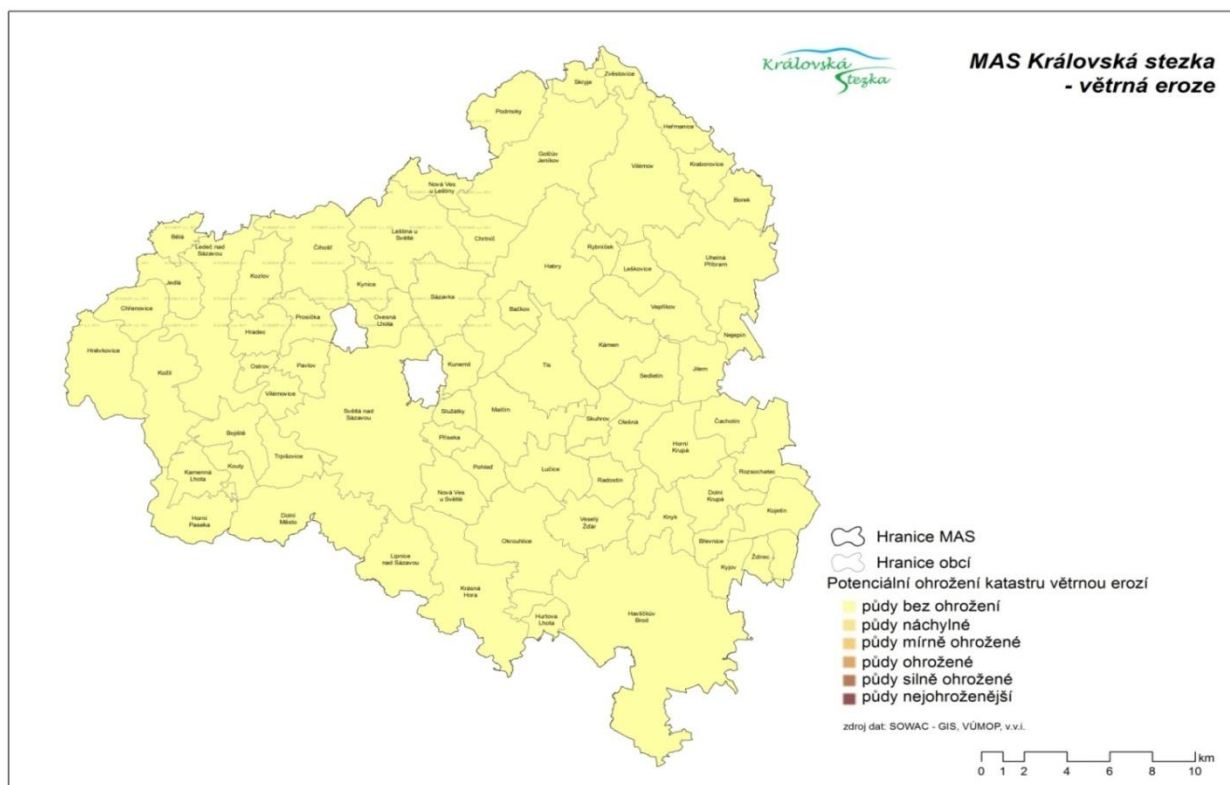 Královská
Stezka
MAS Královská stezka
- větrná eroze
Zvěstovice
Skryje
Podmoky
Heřmanice
Golčův
Jeníkov
Vilémov
Kraborovice
Nová Ves
u Leštiny
Borek
Bělá
Ledeč nad
Sázavou
Číhošť
Leština u
Světlé
Chrtníč
Rybníček
Uhelná
Příbram
Kozlov
Habry
Leškovice
Jedlá
Kynice
Sázavka
Chřenovice
Vepříkov
Prosíčka
Ovesná
Lhota
Bačkov
Hradec
Nejepín
Kámen
Hněvkovice
Kožlí
Ostrov
Pavlov
Kunemil
Tis
Sedletín
Jitem
Vilémovice
Světlá nad
Sázavou
Služátky
Malčín
Skuhrov
Olešná
Čachotín
Bojiště
Příseka
Horní
Krupá
Kamenná
Lhota
Kouty
Trpišovice
Pohleď
Lučice
Radostín
Rozsochatec
Nová Ves
u Světlé
Dolní
Krupá
Kojetín
Horní
Paseka
Dolní
Město
Veselý
Žďár
Knyk
Okrouhlice
Břevnice
Lipnice
nad Sázavou
Kyjov
Ždírec
Krásná
Hora
Hurtova
Lhota
Havlíčkův
Brod
Hranice MAS
Hranice obcí
Potenciální ohrožení katastru větrnou erozí
půdy bez ohrožení
půdy náchylné
půdy mírně ohrožené
půdy ohrožené
půdy silně ohrožené
půdy nejohroženější
zdroj dat: SOWAC - GIS, VÚMOP, v.v.i.
km
0 1 2 4 6 8 10